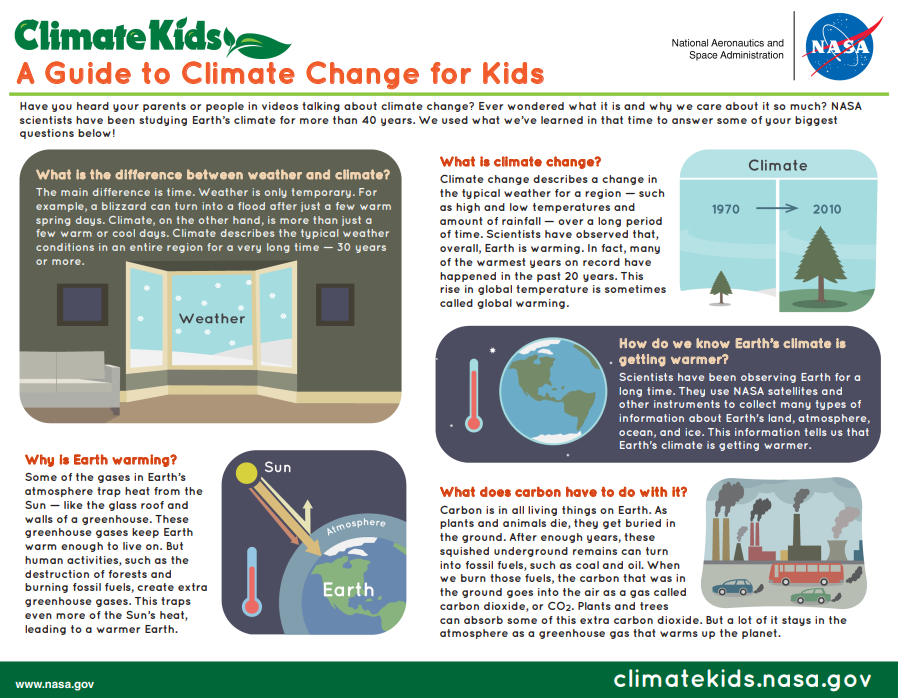 ClimateKids
A Guide to Climate Change for Kids
National Aeronautics and
Space Administration
NASA
Have you heard your parents or people in videos talking about climate change? Ever wondered what it is and why we care about it so much? NASA
scientists have been studying Earth's climate for more than 40 years. We used what we've learned in that time to answer some of your biggest
questions below!
What is the difference between weather and climate?
The main difference is time. Weather is only temporary. For
example, a blizzard can turn into a flood after just a few warm
spring days. Climate, on the other hand, is more than just a
few warm or cool days. Climate describes the typical weather
conditions in an entire region for a very long time — 30 years
or more.
Weather
What is climate change?
Climate change describes a change in
the typical weather for a region — such
as high and low temperatures and
amount of rainfall — over a long period
of time. Scientists have observed that,
overall, Earth is warming. In fact, many
of the warmest years on record have
happened in the past 20 years. This
rise in global temperature is sometimes
called global warming.
Climate
1970
2010
How do we know Earth's climate is
getting warmer?
Scientists have been observing Earth for a
long time. They use NASA satellites and
other instruments to collect many types of
information about Earth's land, atmosphere,
ocean, and ice. This information tells us that
Earth's climate is getting warmer.
Why is Earth warming?
Some of the gases in Earth's
atmosphere trap heat from the
Sun — like the glass roof and
walls of a greenhouse. These
greenhouse gases keep Earth
warm enough to live on. But
human activities, such as the
destruction of forests and
burning fossil fuels, create extra
greenhouse gases. This traps
even more of the Sun's heat,
leading to a warmer Earth.
Sun
Atmosphere
Earth
What does carbon have to do with it?
Carbon is in all living things on Earth. As
plants and animals die, they get buried in
the ground. After enough years, these
squished underground remains can turn
into fossil fuels, such as coal and oil. When
we burn those fuels, the carbon that was in
the ground goes into the air as a gas called
carbon dioxide, or CO₂. Plants and trees
can absorb some of this extra carbon dioxide. But a lot of it stays in the
atmosphere as a greenhouse gas that warms up the planet.
www.nasa.gov
climatekids.nasa.gov